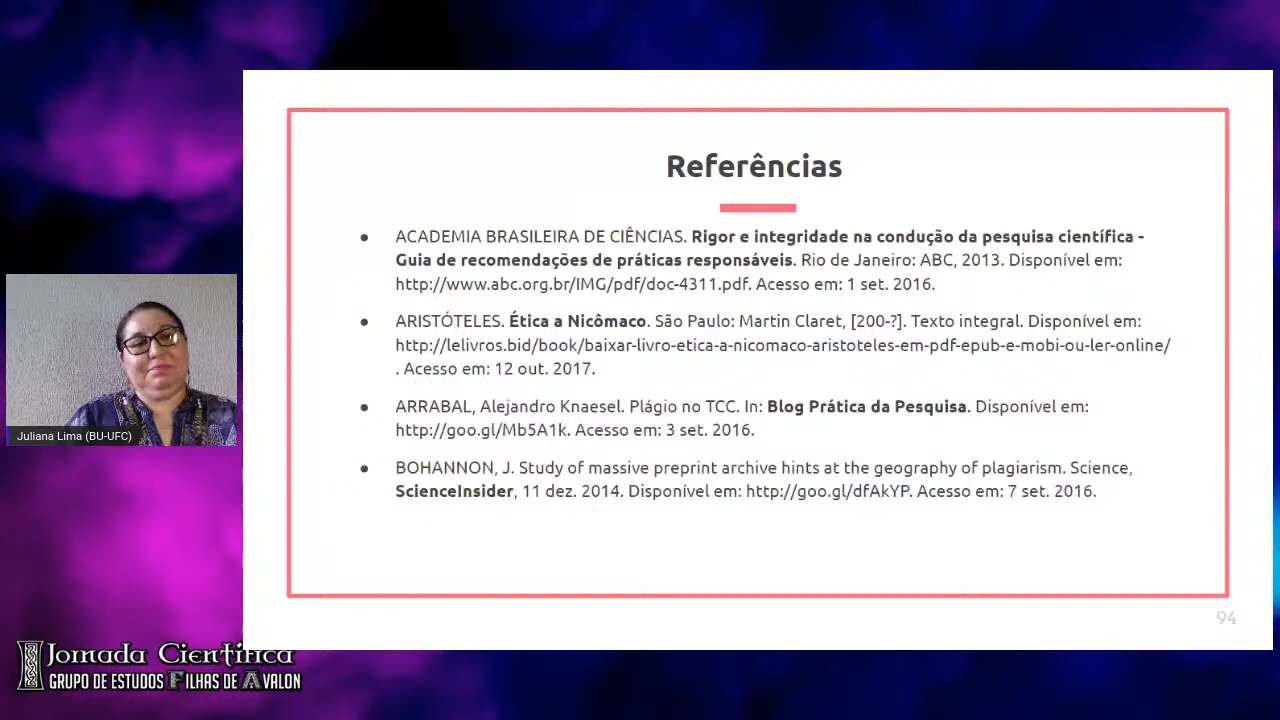 Referências
● ACADEMIA BRASILEIRA DE CIÊNCIAS. Rigor e integridade na condução da pesquisa científica -
Guia de recomendações de práticas responsáveis. Rio de Janeiro: ABC, 2013. Disponível em:
http://www.abc.org.br/IMG/pdf/doc-4311.pdf. Acesso em: 1 set. 2016.
● ARISTÓTELES. Ética a Nicômaco. São Paulo: Martin Claret, [200-?]. Texto integral. Disponível em:
http://lelivros.bid/book/baixar-livro-etica-a-nicomaco-aristoteles-em-pdf-epub-e-mobi-ou-ler-online/
. Acesso em: 12 out. 2017.
● ARRABAL, Alejandro Knaesel. Plágio no TCC. In: Blog Prática da Pesquisa. Disponível em:
http://goo.gl/Mb5A1k. Acesso em: 3 set. 2016.
● BOHANNON, J. Study of massive preprint archive hints at the geography of plagiarism. Science,
ScienceInsider, 11 dez. 2014. Disponível em: http://goo.gl/dfAkYP. Acesso em: 7 set. 2016.
94
Juliana Lima (BU-UFC)
Jornada Científica
GRUPO DE ESTUDOS FILHAS DE AVALON